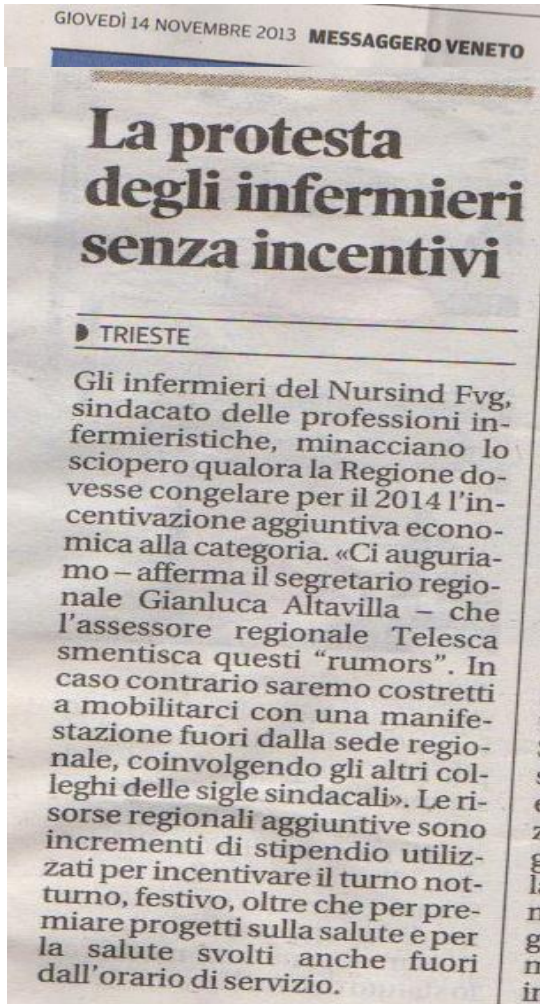 GIOVEDÌ 14 NOVEMBRE 2013 MESSAGGERO VENETO
La protesta
degli infermieri
senza incentivi
TRIESTE
Gli infermieri del Nursind Fvg,
sindacato delle professioni in-
fermieristiche, minacciano lo
sciopero qualora la Regione do-
vesse congelare per il 2014 l'in-
centivazione aggiuntiva econo-
mica alla categoria. «Ci auguria-
mo – afferma il segretario regio-
nale Gianluca Altavilla – che
l'assessore regionale Telesca
smentisca questi "rumors". In
caso contrario saremo costretti
a mobilitarci con una manife-
stazione fuori dalla sede regio-
nale, coinvolgendo gli altri col-
leghi delle sigle sindacali». Le ri-
sorse regionali aggiuntive sono
incrementi di stipendio utiliz-
zati per incentivare il turno not-
turno, festivo, oltre che per pre-
miare progetti sulla salute e per
la salute svolti anche fuori
dall'orario di servizio.